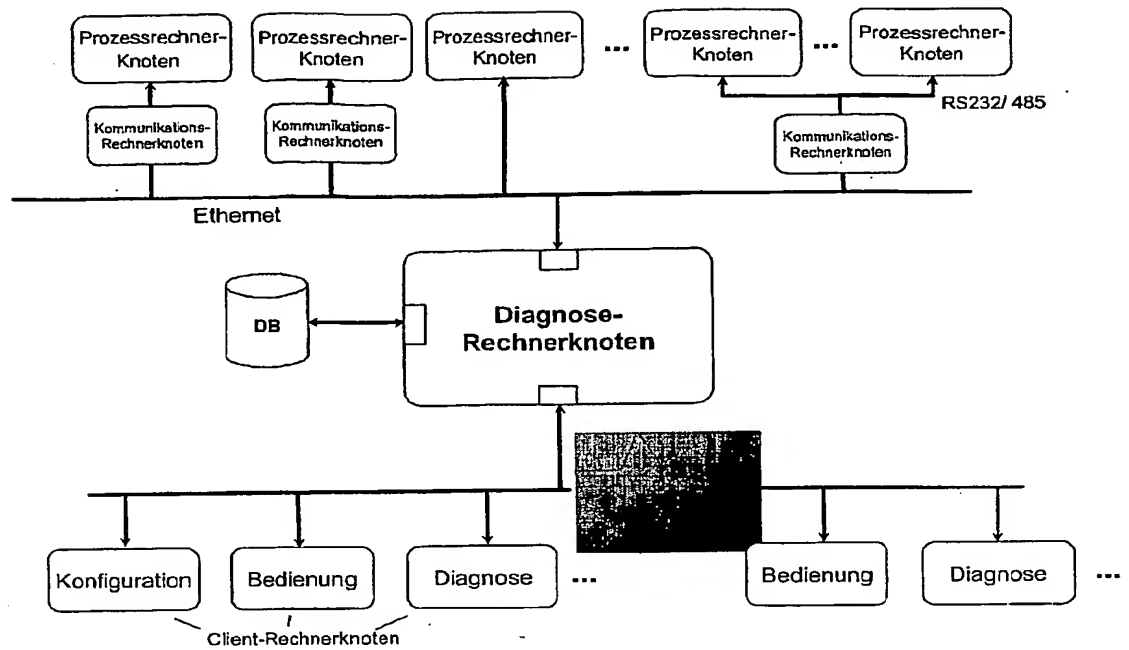 Prozessrechner-
Knoten
Prozessrechner-
Knoten
Prozessrechner-
Knoten
...
Prozessrechner-
Knoten
...
Prozessrechner-
Knoten
Kommunikations-
Rechnerknoten
Kommunikations-
Rechnerknoten
RS232/ 485
Kommunikations-
Rechnerknoten
Ethernet
DB
Diagnose-
Rechnerknoten
Konfiguration
Bedienung
Diagnose
...
Bedienung
Diagnose
...
Client-Rechnerknoten